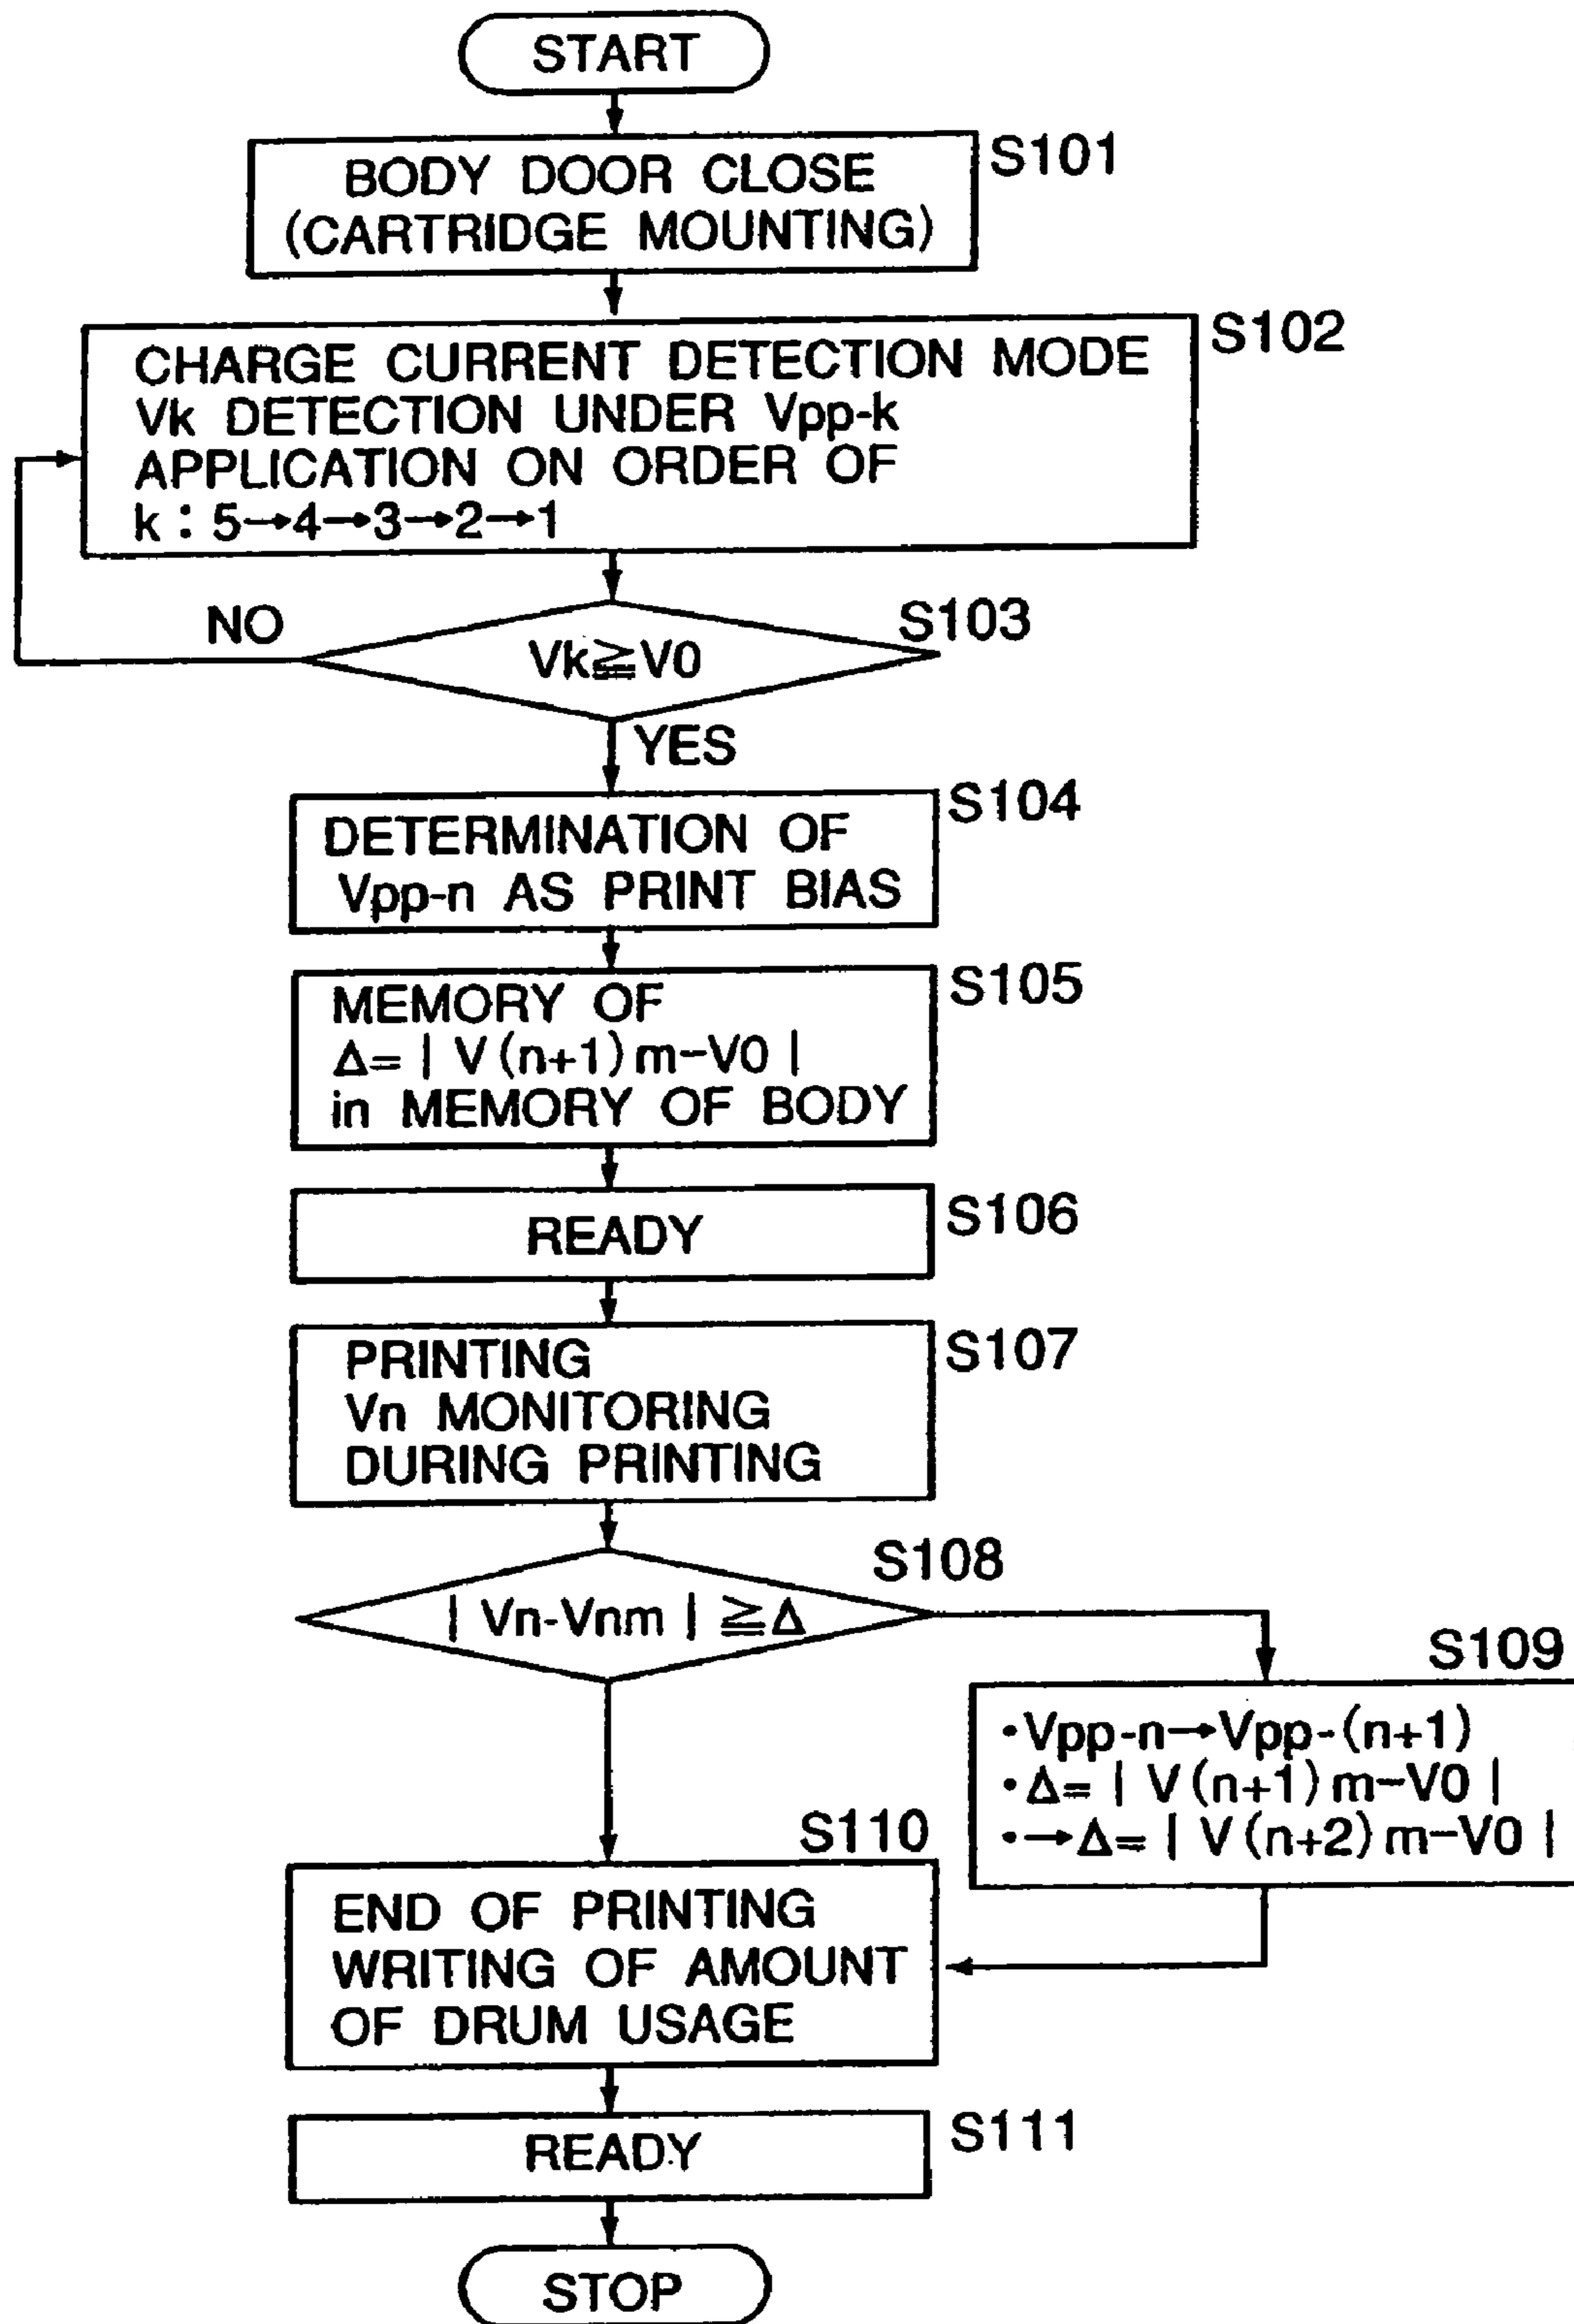 START
BODY DOOR CLOSE
(CARTRIDGE MOUNTING)
S101
CHARGE CURRENT DETECTION MODE
Vk DETECTION UNDER Vpp-k
APPLICATION ON ORDER OF
k : 5→4→3→2→1
S102
NO
Vk≧V0
S103
YES
DETERMINATION OF
Vpp-n AS PRINT BIAS
S104
MEMORY OF
Δ= | V(n+1)m-V0 |
in MEMORY OF BODY
S105
READY
S106
PRINTING
Vn MONITORING
DURING PRINTING
S107
| Vn-Vnm | ≧Δ
S108
S109
・Vpp-n→Vpp-(n+1)
・Δ= | V(n+1)m-V0 |
・→Δ= | V(n+2)m-V0 |
S110
END OF PRINTING
WRITING OF AMOUNT
OF DRUM USAGE
READY
S111
STOP